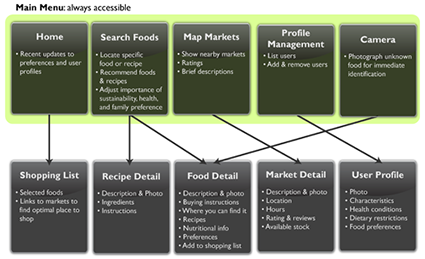 Main Menu: always accessible
Home
• Recent updates to
preferences and user
profiles
Search Foods
• Locate specific
food or recipe
• Recommend foods
& recipes
• Adjust importance of
sustainability, health,
and family preference
Map Markets
• Show nearby markets
• Ratings
• Brief descriptions
Profile
Management
• List users
• Add & remove users
Camera
• Photograph unknown
food for immediate
identification
Shopping List
• Selected foods
• Links to markets to
find optimal place to
shop
Recipe Detail
• Description & Photo
• Ingredients
• Instructions
Food Detail
• Description & photo
• Buying instructions
• Where you can find it
• Recipes
• Nutritional info
• Preferences
• Add to shopping list
Market Detail
• Description & photo
• Location
• Hours
• Rating & reviews
• Available stock
User Profile
• Photo
• Characteristics
• Health conditions
• Dietary restrictions
• Food preferences